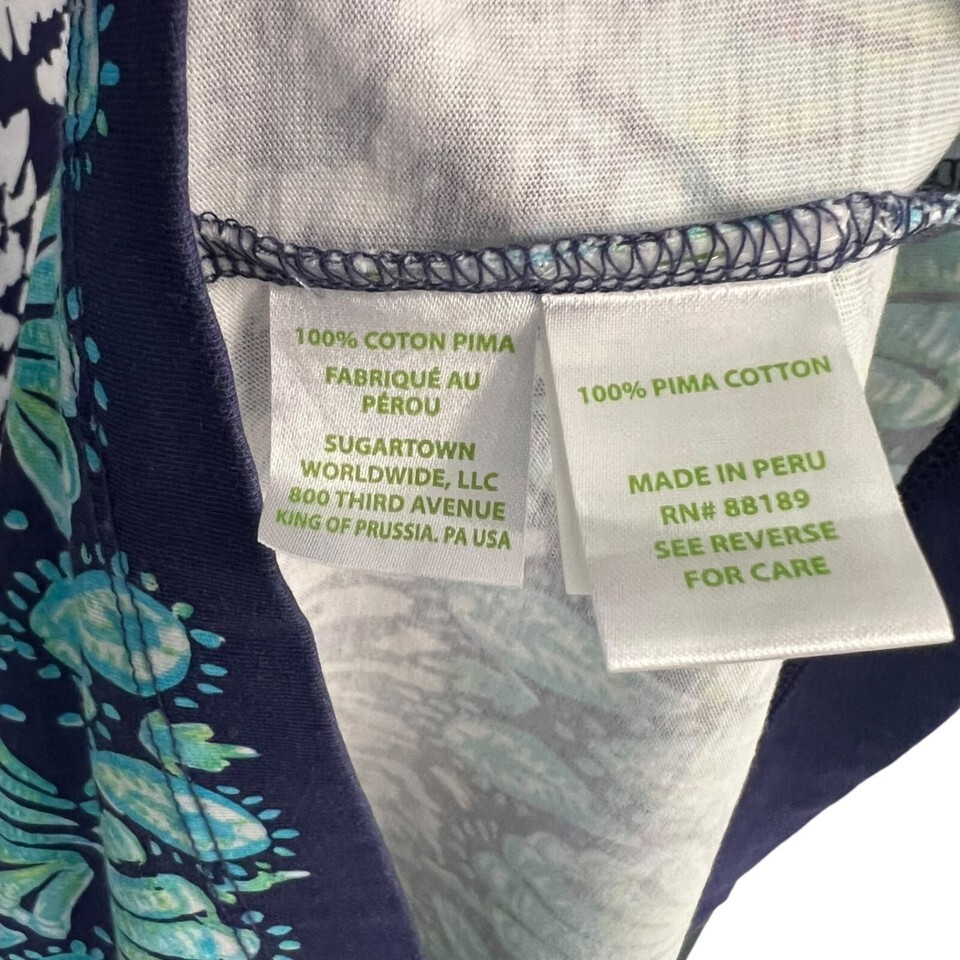 100% COTON PIMA
FABRIQUÉ AU
PÉROU
SUGARTOWN
WORLDWIDE, LLC
800 THIRD AVENUE
KING OF PRUSSIA. PA USA
100% PIMA COTTON
MADE IN PERU
RN# 88189
SEE REVERSE
FOR CARE